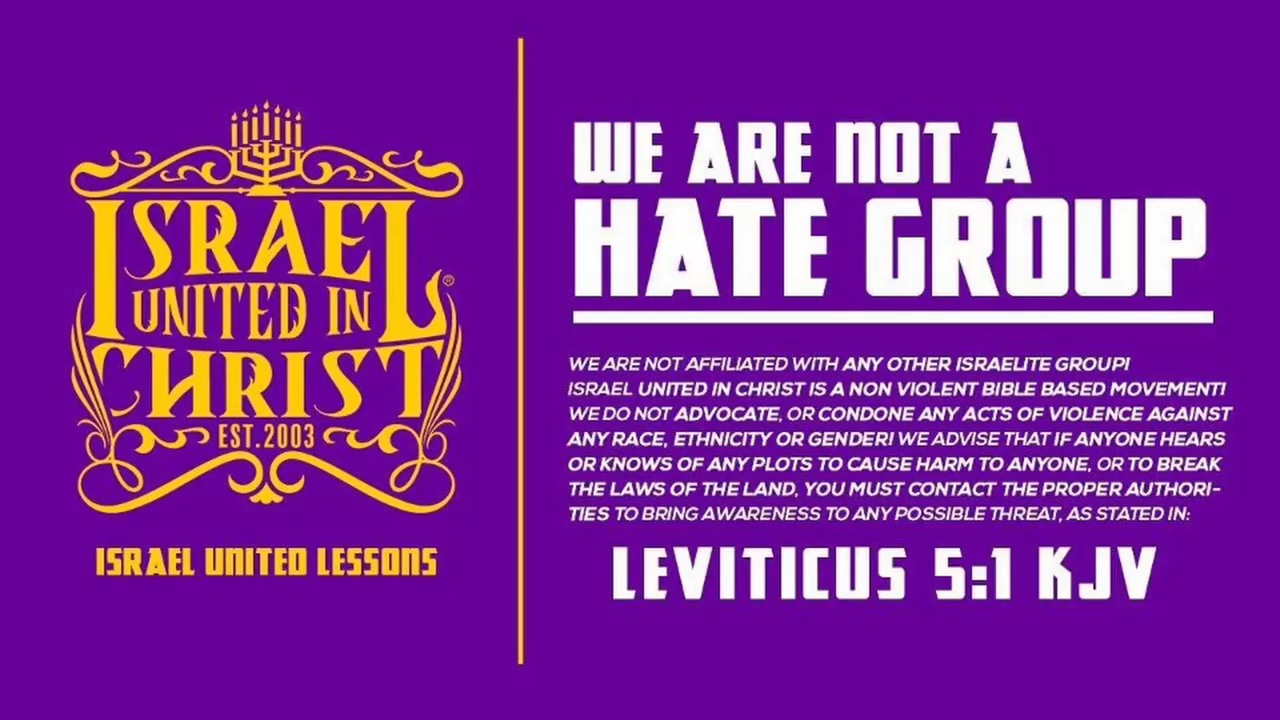 ISRAEL
UNITED IN
CHRIST
®
EST.2003
ISRAEL UNITED LESSONS
WE ARE NOT A
HATE GROUP
WE ARE NOT AFFILIATED WITH ANY OTHER ISRAELITE GROUP!
ISRAEL UNITED IN CHRIST IS A NON VIOLENT BIBLE BASED MOVEMENT!
WE DO NOT ADVOCATE, OR CONDONE ANY ACTS OF VIOLENCE AGAINST
ANY RACE, ETHNICITY OR GENDER! WE ADVISE THAT IF ANYONE HEARS
OR KNOWS OF ANY PLOTS TO CAUSE HARM TO ANYONE, OR TO BREAK
THE LAWS OF THE LAND, YOU MUST CONTACT THE PROPER AUTHORI-
TIES TO BRING AWARENESS TO ANY POSSIBLE THREAT, AS STATED IN:
LEVITICUS 5:1 KJV